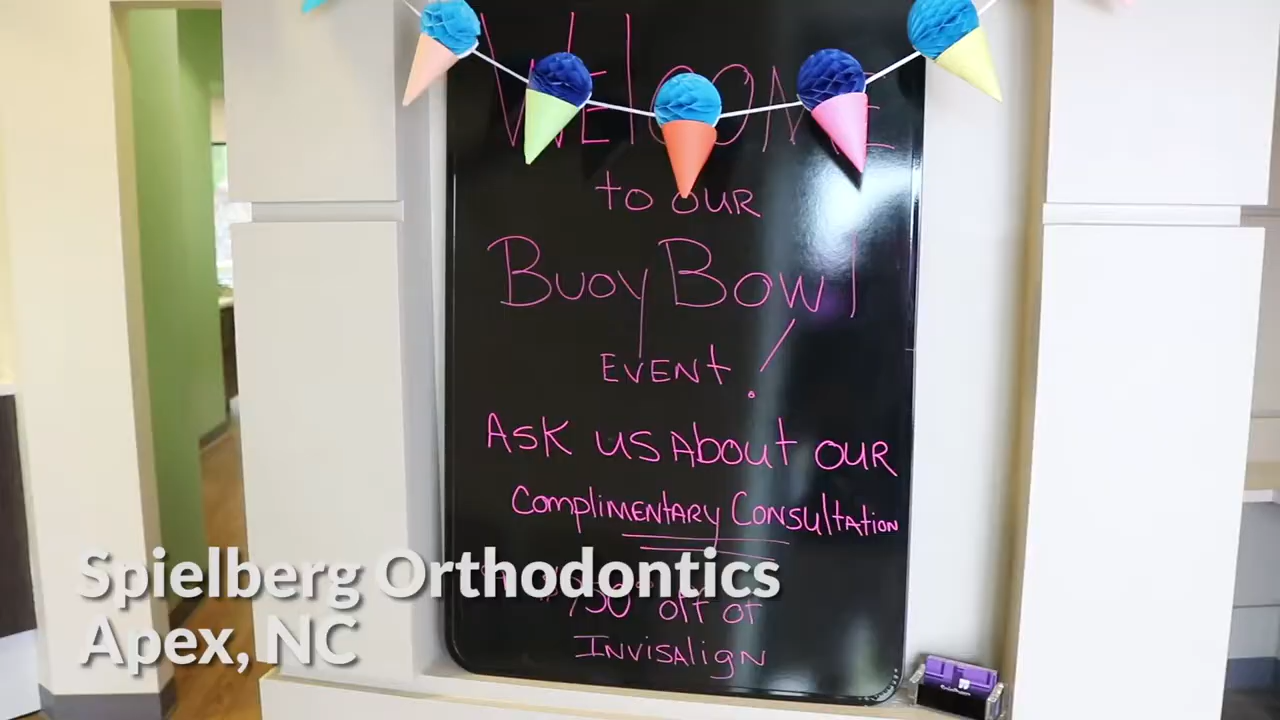 WELCOME
to OUR
Buoy Bowl
EVENT!
ASK US About OUR
ComplimENTARY CONSultATION
off of
INVISAlign
Spielberg Orthodontics
Apex, NC